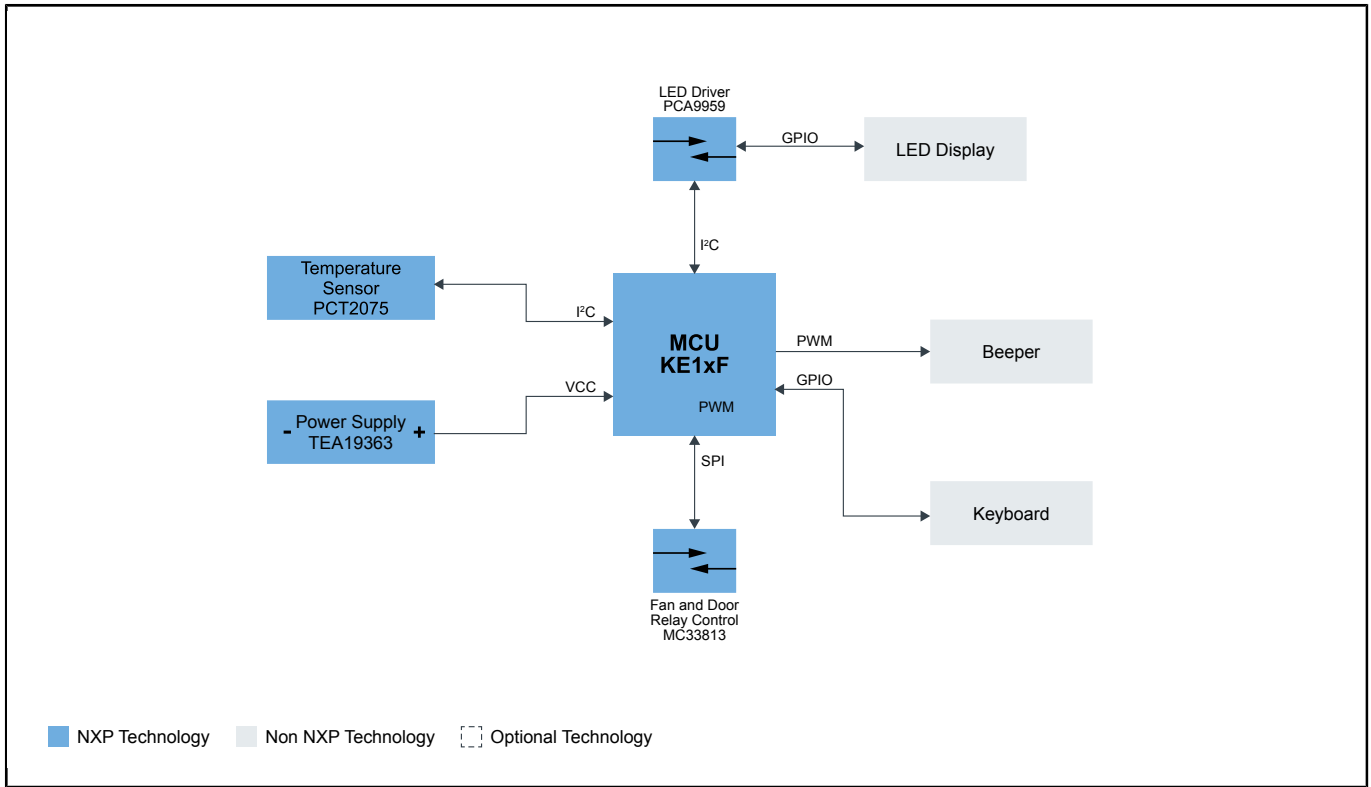 LED Driver
PCA9959
GPIO
LED Display
I²C
Temperature
Sensor
PCT2075
I²C
MCU
KE1xF
PWM
PWM
Beeper
GPIO
VCC
- Power Supply +
TEA19363
SPI
Keyboard
Fan and Door
Relay Control
MC33813
NXP Technology
Non NXP Technology
Optional Technology